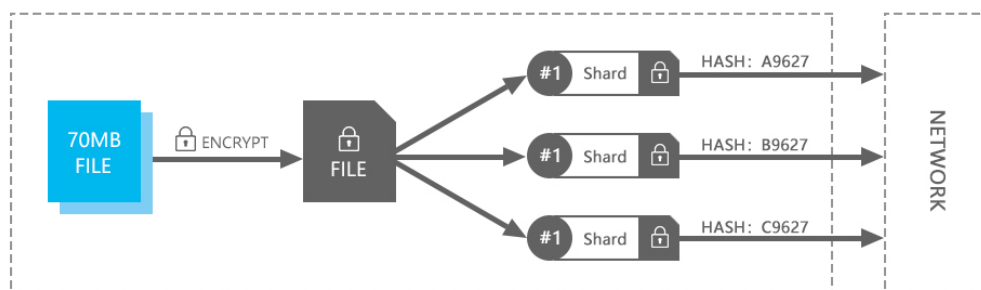 70MB
FILE
ENCRYPT
FILE
#1 Shard
HASH: A9627
#1 Shard
HASH: B9627
#1 Shard
HASH: C9627
NETWORK